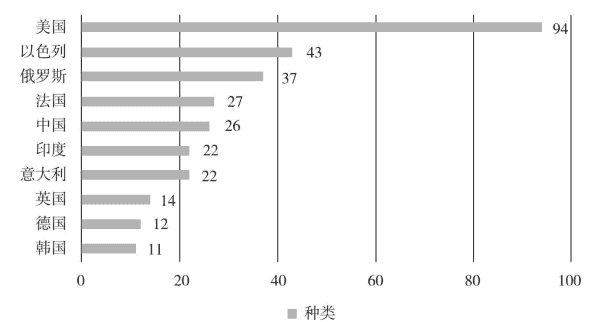 美国 94
以色列 43
俄罗斯 37
法国 27
中国 26
印度 22
意大利 22
英国 14
德国 12
韩国 11
0 20 40 60 80 100
种类